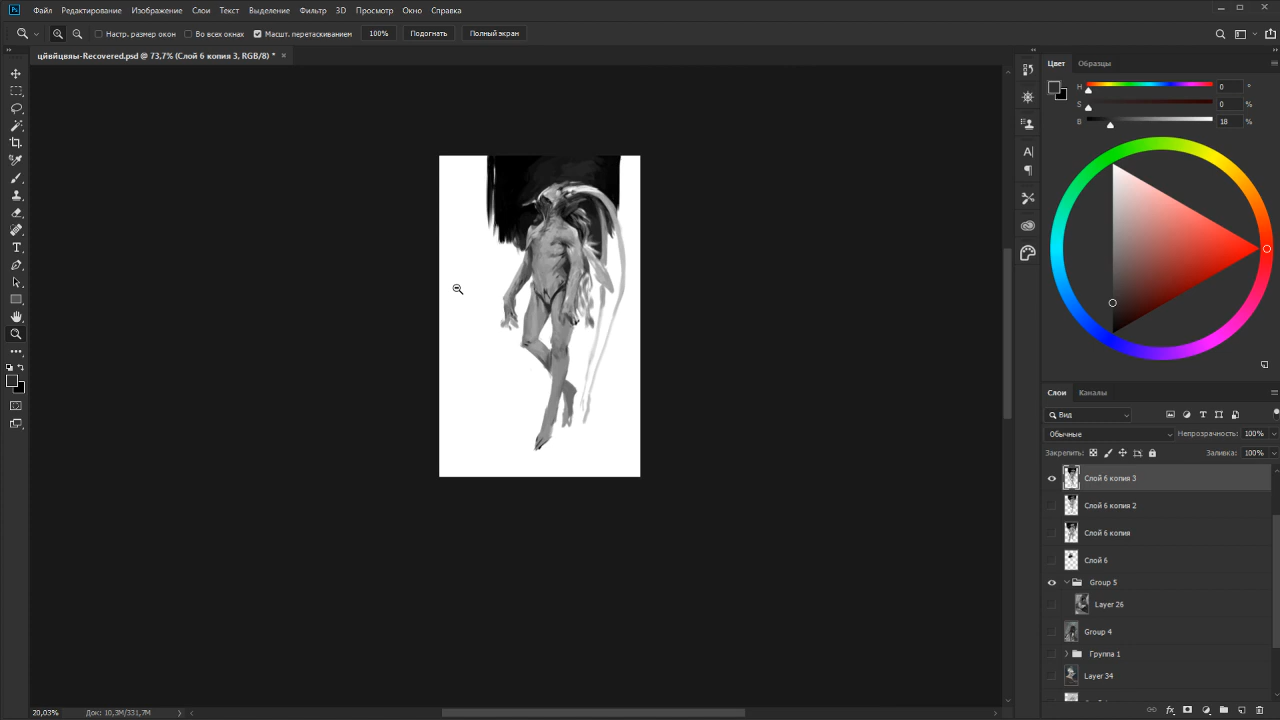 Ps Файл Редактирование Изображение Слои Текст Выделение Фильтр 3D Просмотр Окно Справка
Настр. размер окон Во всех окнах Масшт. перетаскиванием 100% Подогнать Полный экран
цйвйцвяы-Recovered.psd @ 73,7% (Слой 6 копия 3, RGB/8) * ×
Цвет Образцы
H 0 °
S 0 %
B 18 %
Слои Каналы
Вид
Обычные Непрозрачность: 100%
Закрепить: Заливка: 100%
Слой 6 копия 3
Слой 6 копия 2
Слой 6 копия
Слой 6
Group 5
Layer 26
Group 4
Группа 1
Layer 34
20,03% Док: 10,3M/331,7M